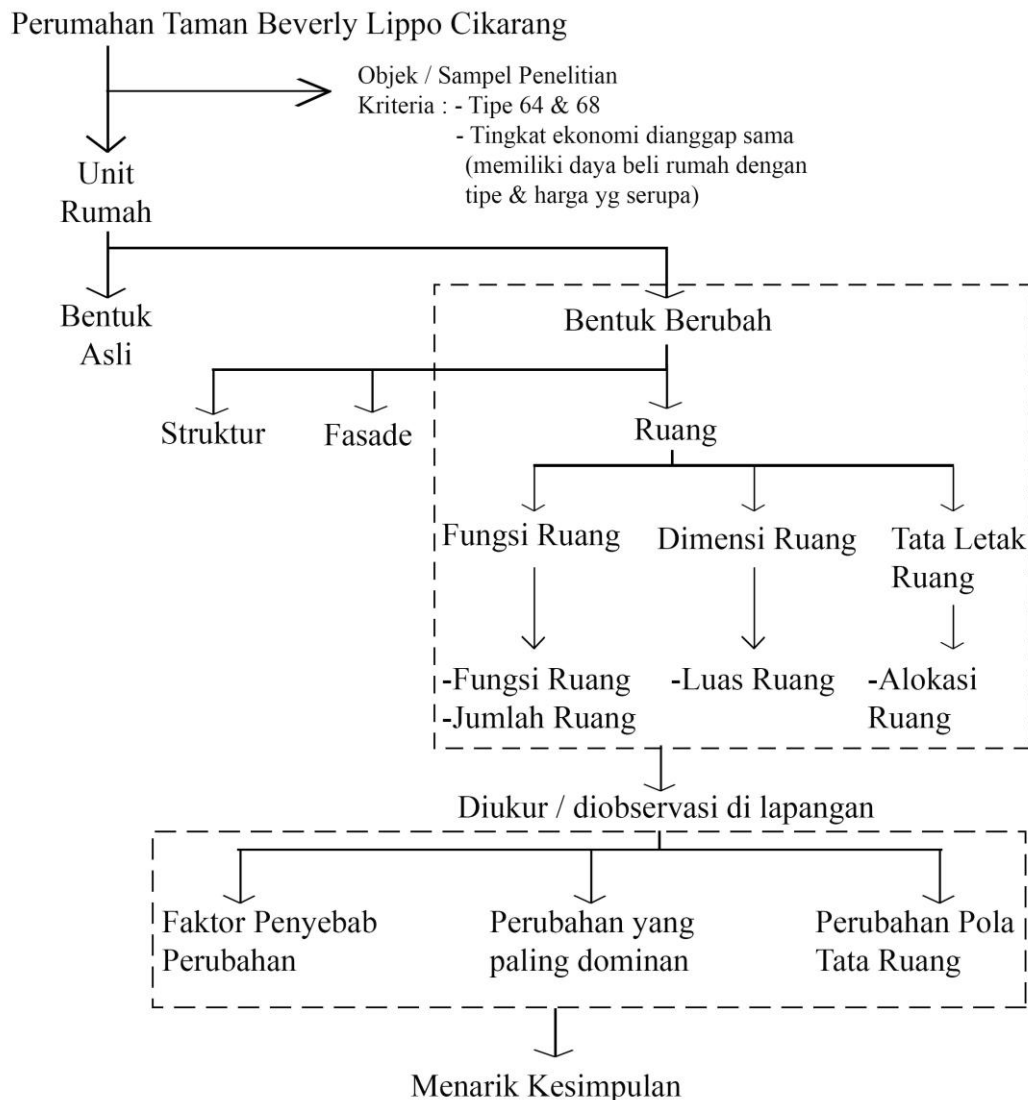 Perumahan Taman Beverly Lippo Cikarang
Objek / Sampel Penelitian
Kriteria : - Tipe 64 & 68
- Tingkat ekonomi dianggap sama
(memiliki daya beli rumah dengan
tipe & harga yg serupa)
Unit
Rumah
Bentuk
Asli
Bentuk Berubah
Struktur
Fasade
Ruang
Fungsi Ruang
Dimensi Ruang
Tata Letak
Ruang
-Fungsi Ruang
-Jumlah Ruang
-Luas Ruang
-Alokasi
Ruang
Diukur / diobservasi di lapangan
Faktor Penyebab
Perubahan
Perubahan yang
paling dominan
Perubahan Pola
Tata Ruang
Menarik Kesimpulan